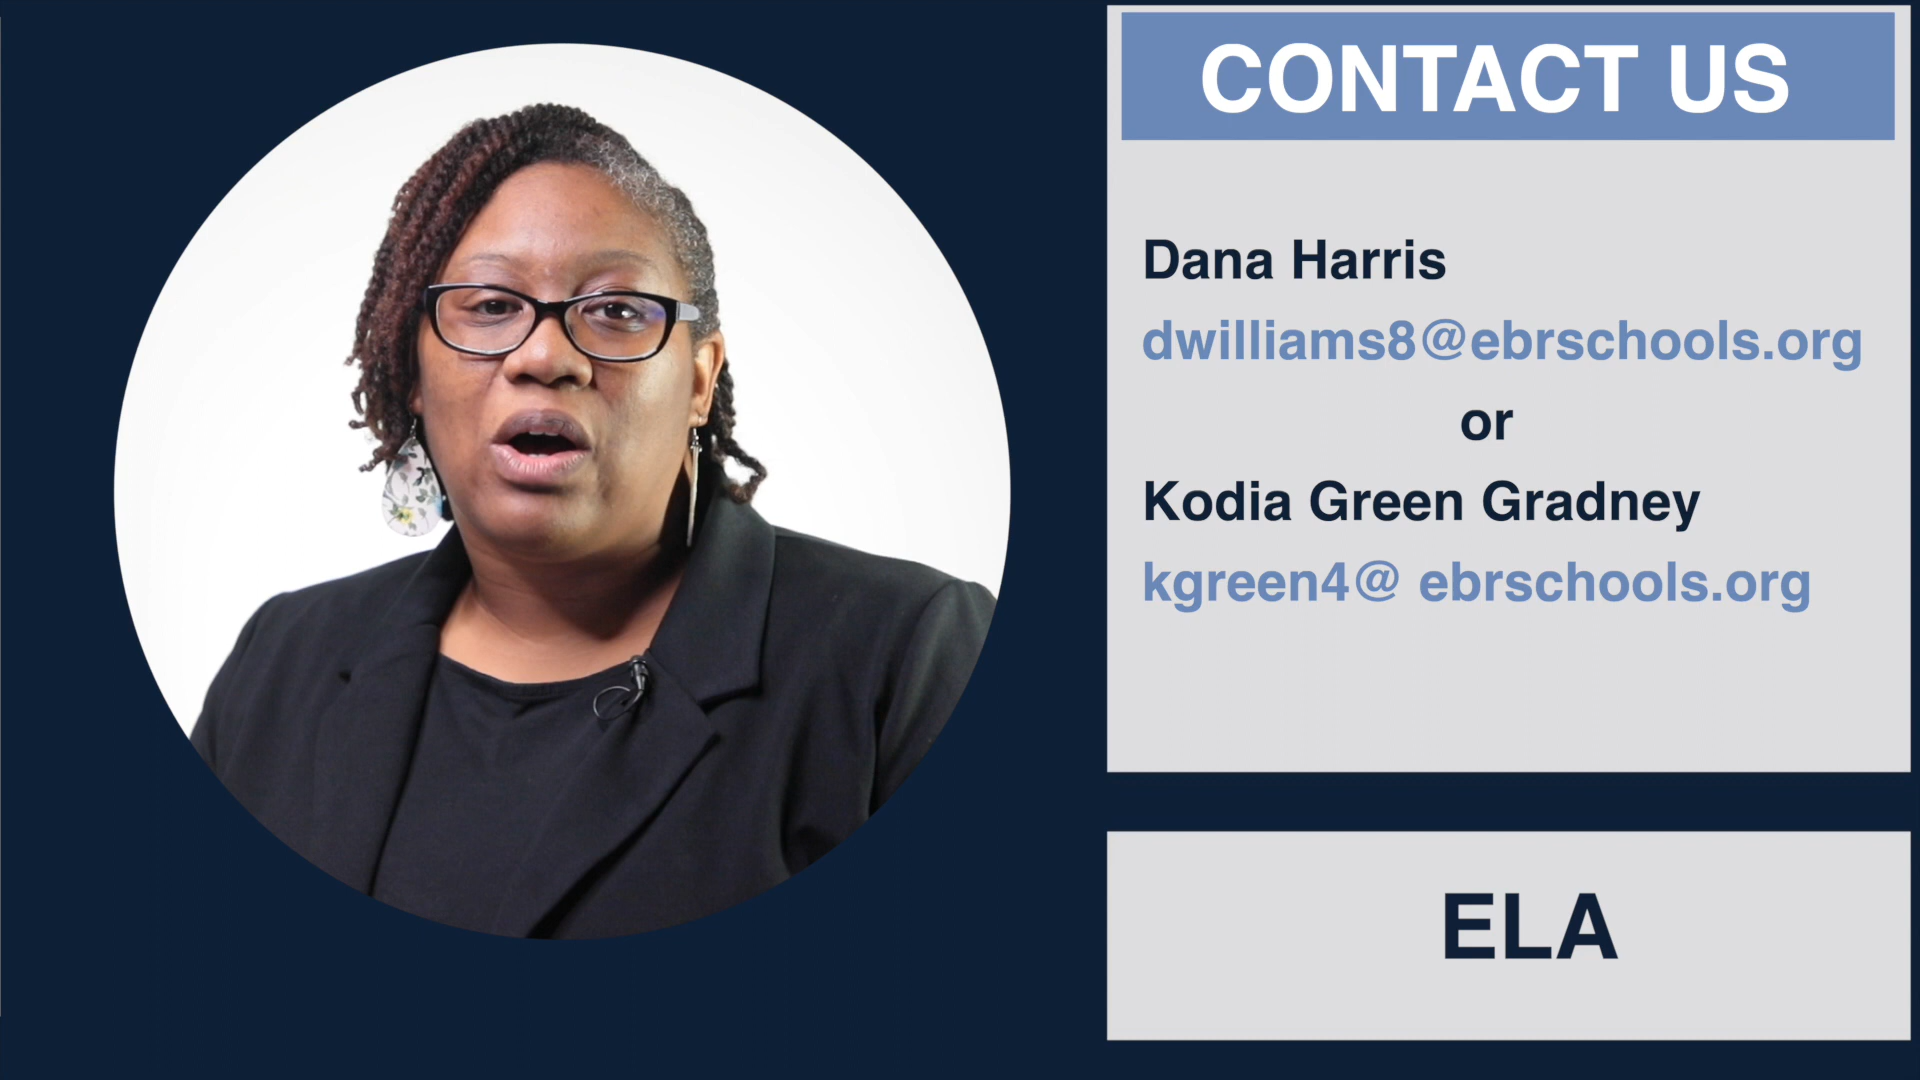 CONTACT US
Dana Harris
dwilliams8@ebrschools.org
or
Kodia Green Gradney
kgreen4@ ebrschools.org
ELA